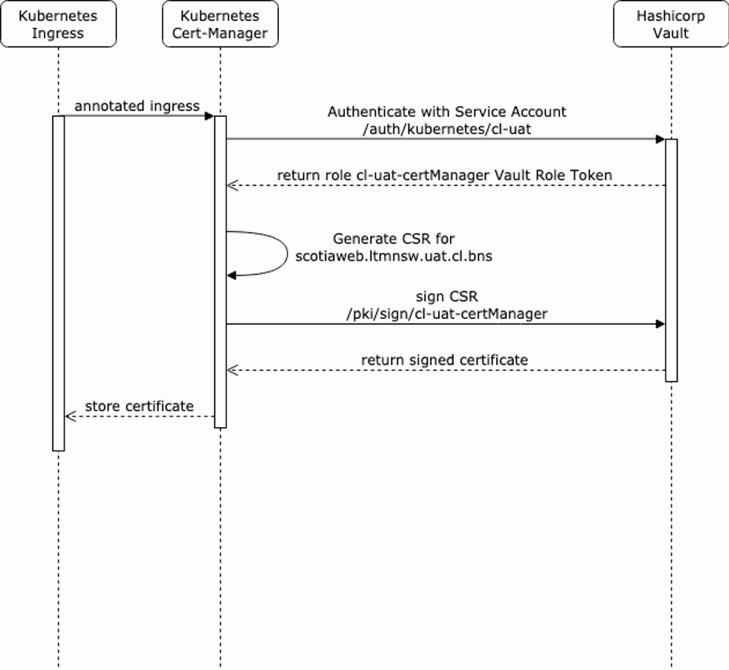 Kubernetes
Ingress
Kubernetes
Cert-Manager
Hashicorp
Vault
annotated ingress
Authenticate with Service Account
/auth/kubernetes/cl-uat
return role cl-uat-certManager Vault Role Token
Generate CSR for
scotiaweb.ltmnsw.uat.cl.bns
sign CSR
/pki/sign/cl-uat-certManager
return signed certificate
store certificate